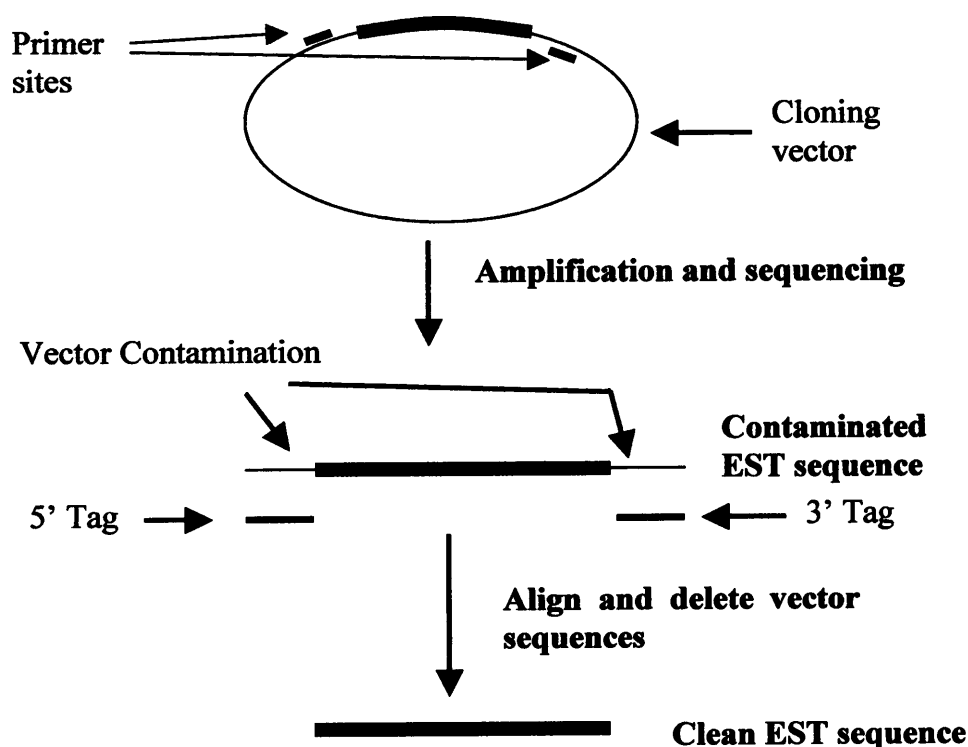 Primer
sites
Cloning
vector
Amplification and sequencing
Vector Contamination
Contaminated
EST sequence
5’ Tag
3’ Tag
Align and delete vector
sequences
Clean EST sequence